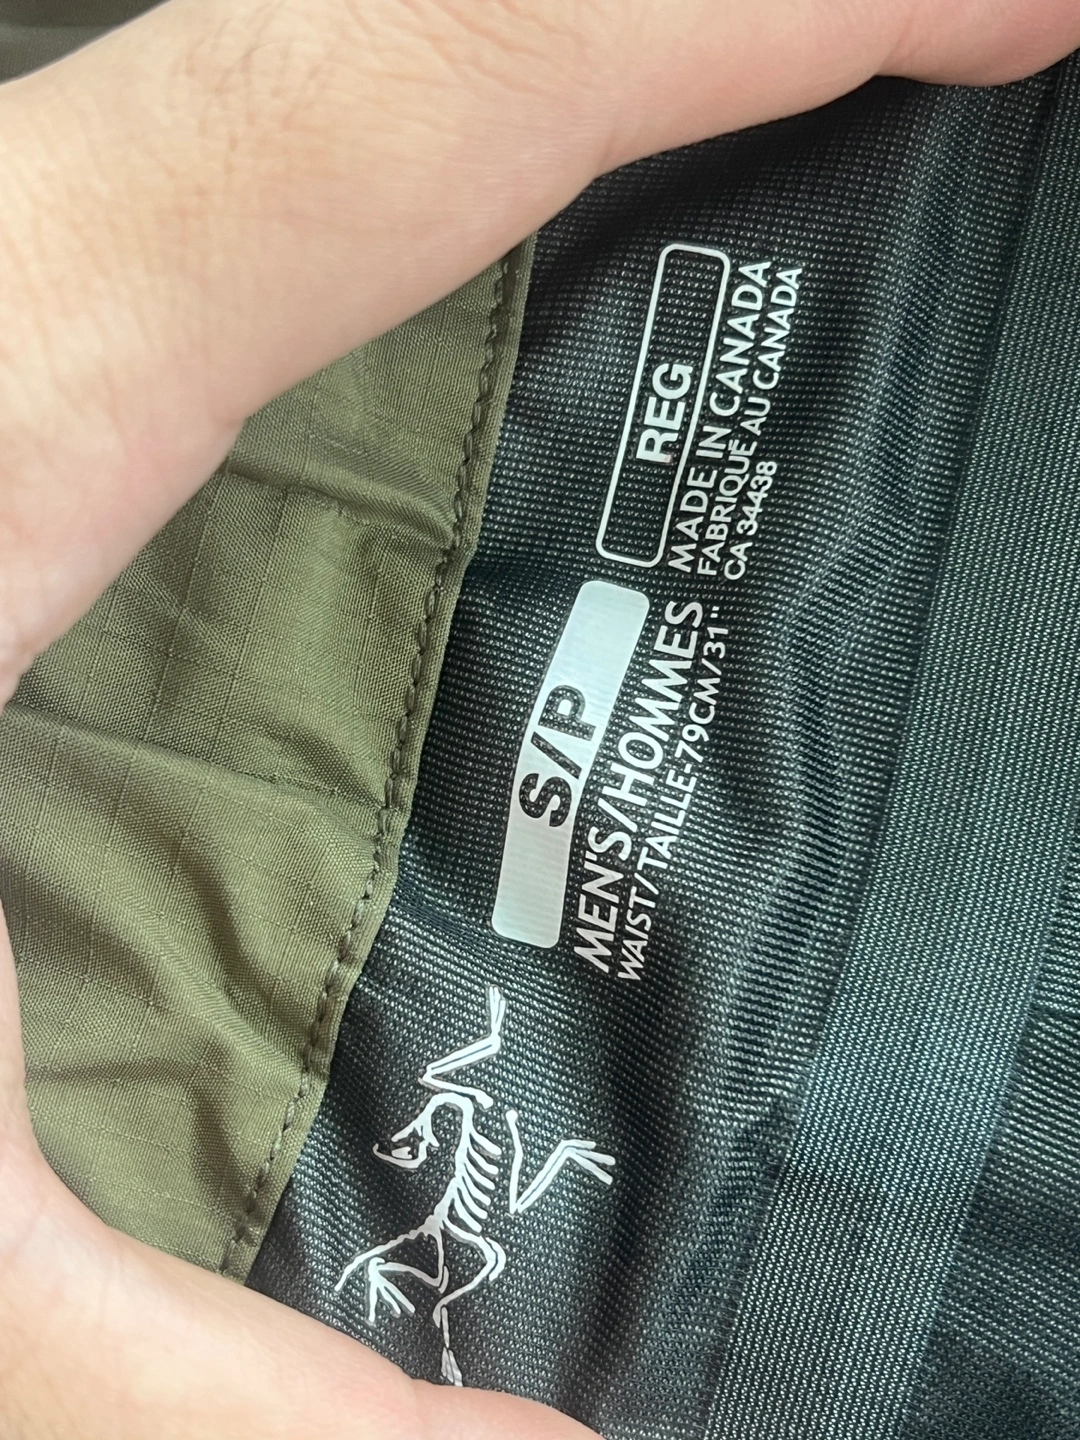 S/P
REG
MEN'S/HOMMES
WAIST/TAILLE:79CM/31"
MADE IN CANADA
FABRIQUÉ AU CANADA
CA 34438